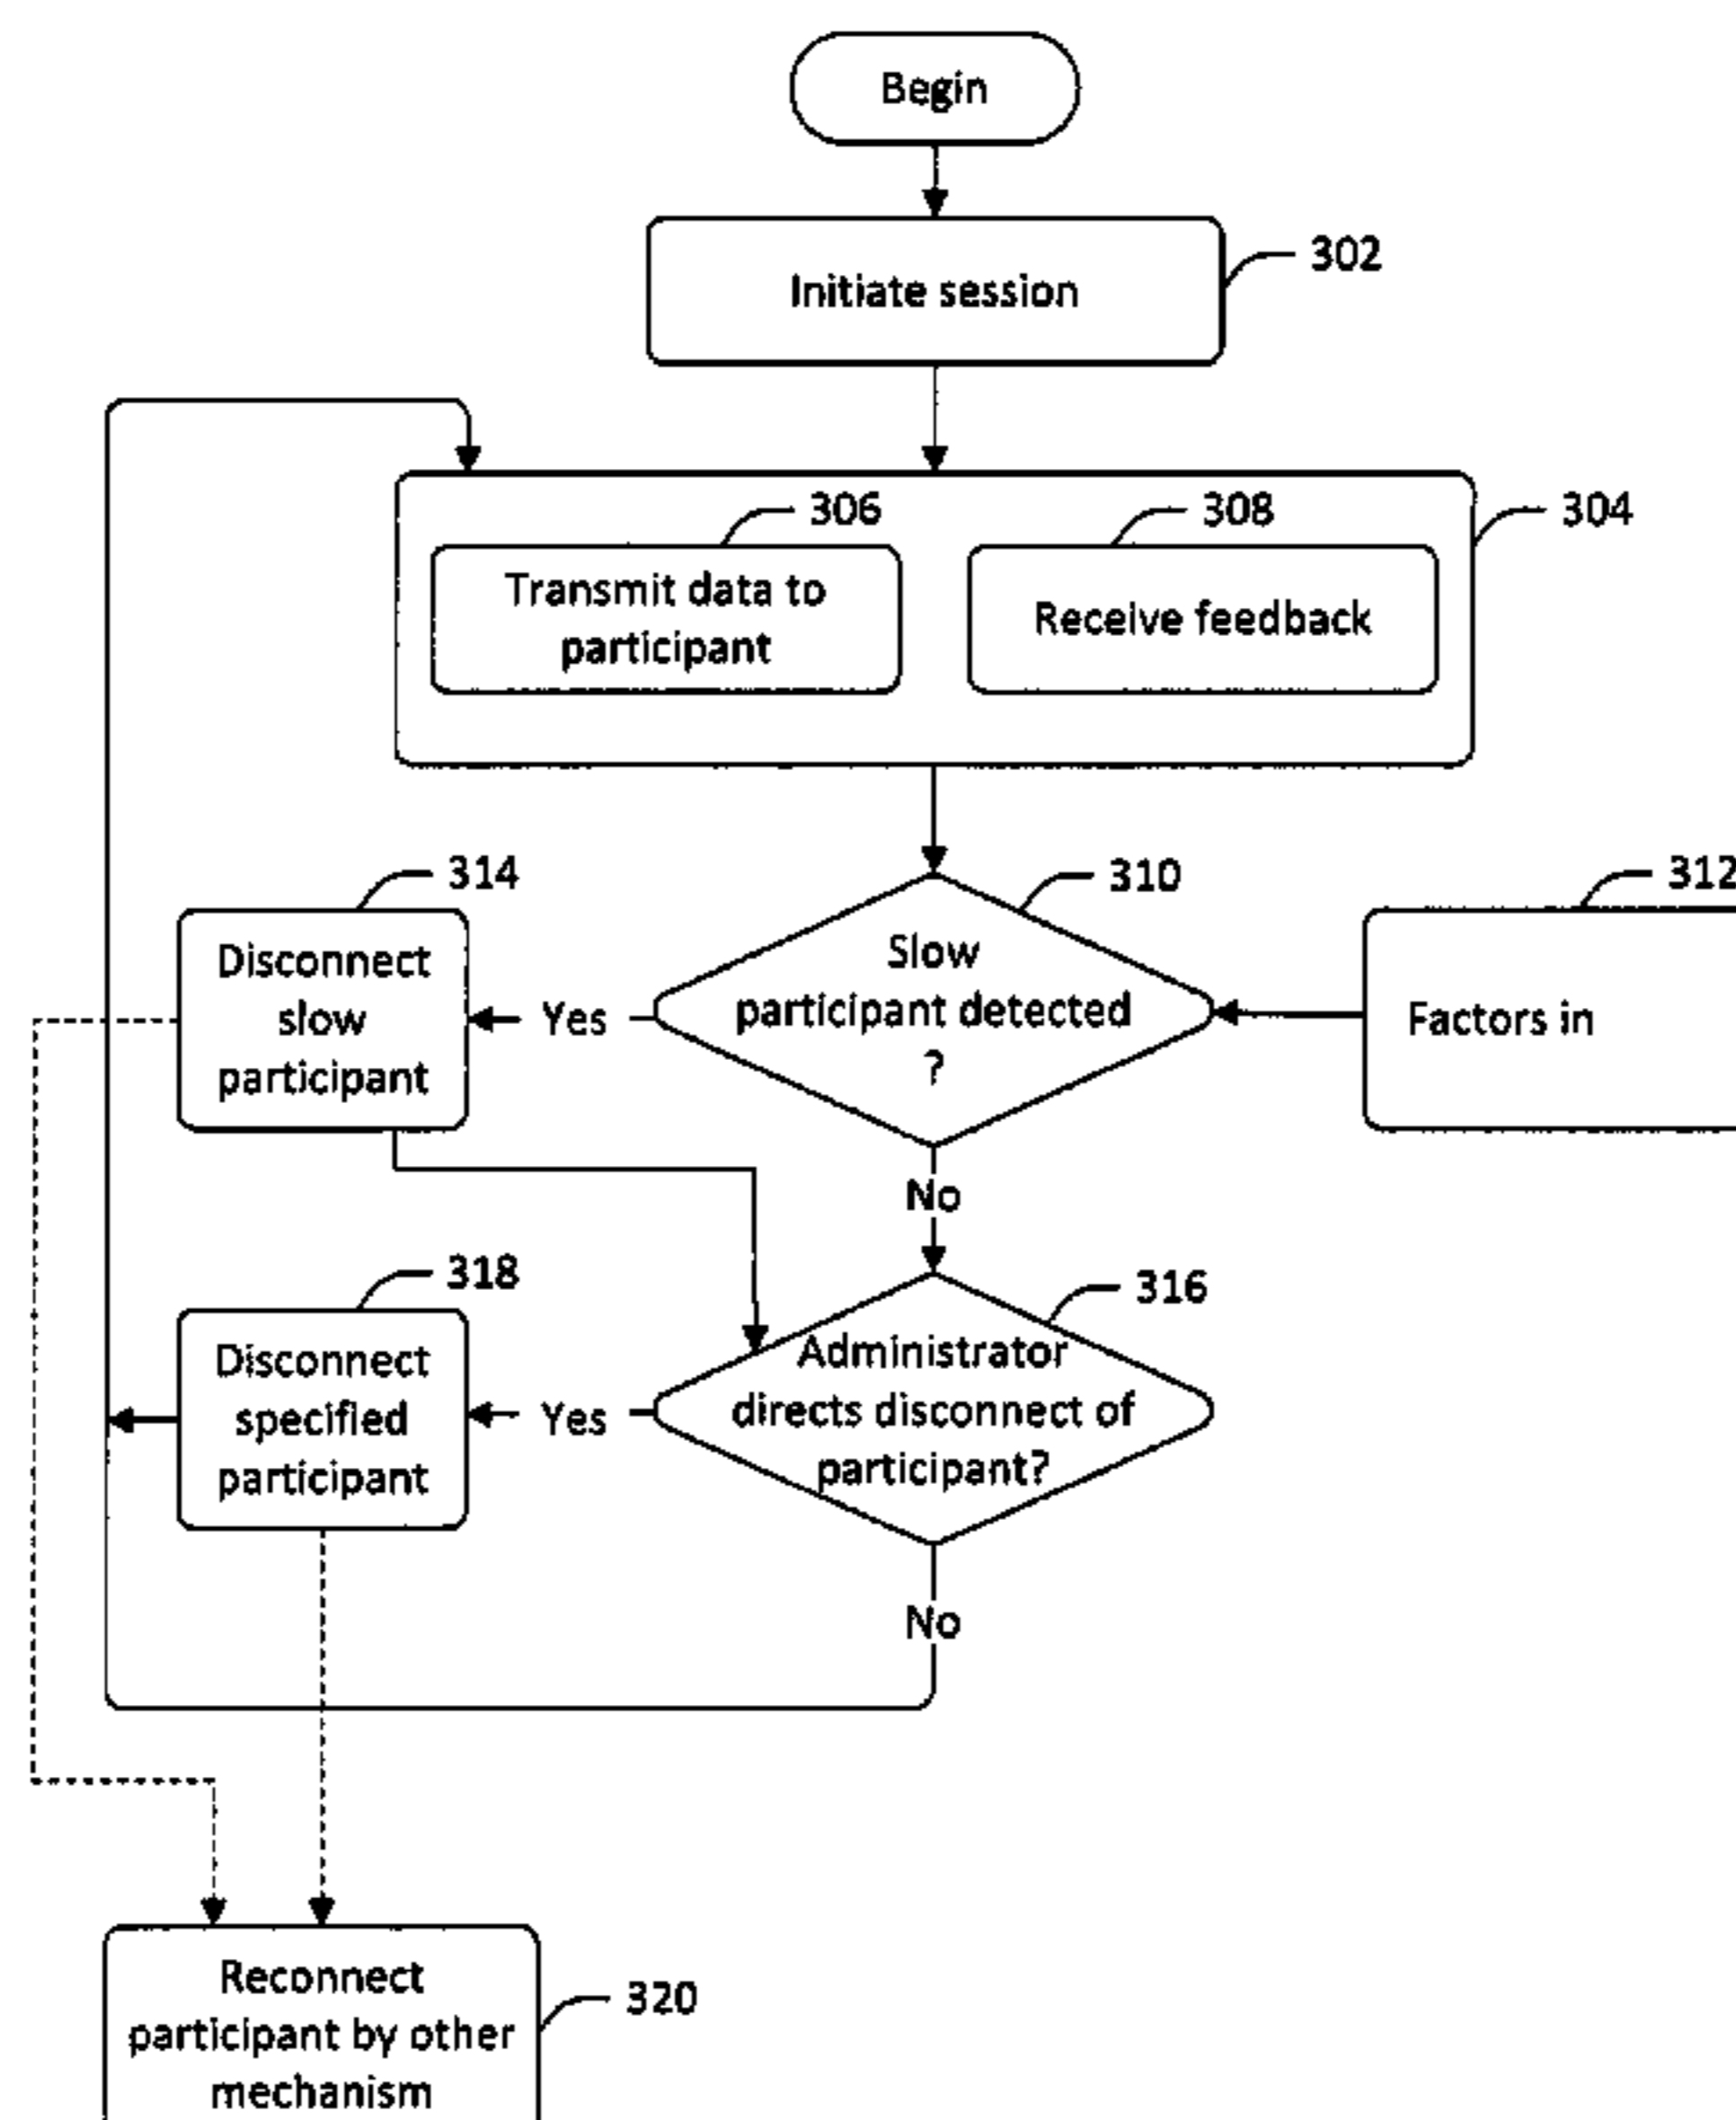 Begin
Initiate session
302
306
308
304
Transmit data to
participant
Receive feedback
314
310
312
Disconnect
slow
participant
Yes
Slow
participant detected
?
Factors in
No
318
316
Disconnect
specified
participant
Yes
Administrator
directs disconnect of
participant?
No
Reconnect
participant by other
mechanism
320